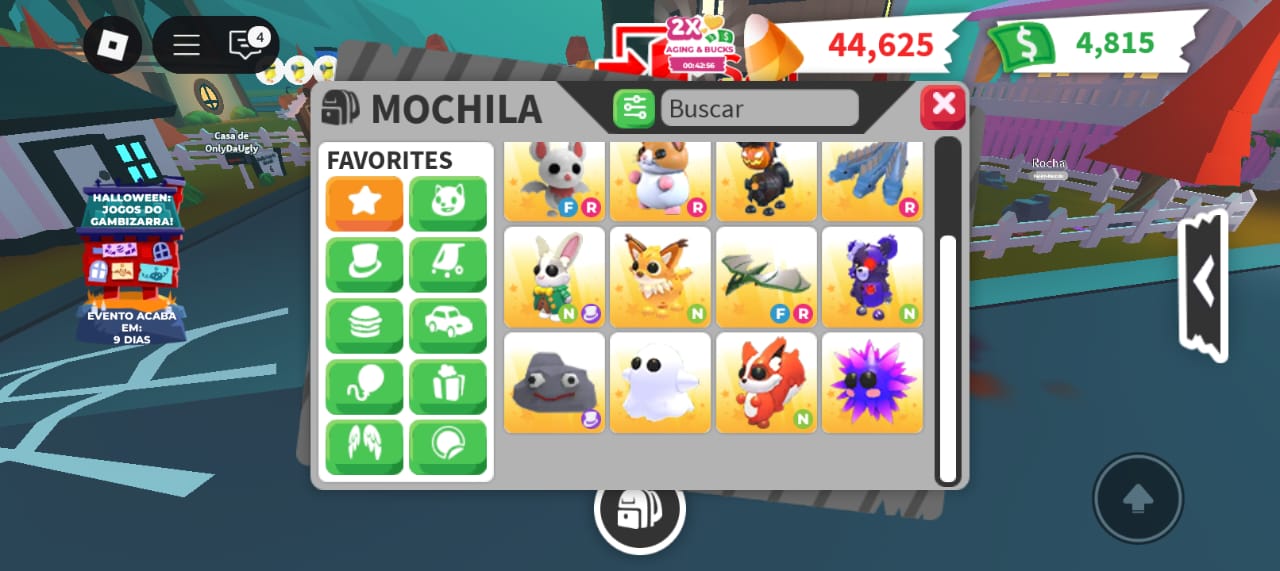 4
2X
AGING & BUCKS
00:42:56
44,625
4,815
$
MOCHILA
Buscar
Casa de
OnlyDaUgly
Rocha
HALLOWEEN:
JOGOS DO
GAMBIZARRA!
EVENTO ACABA
EM:
9 DIAS
FAVORITES
F R
R
R
N
N
F R
N
N